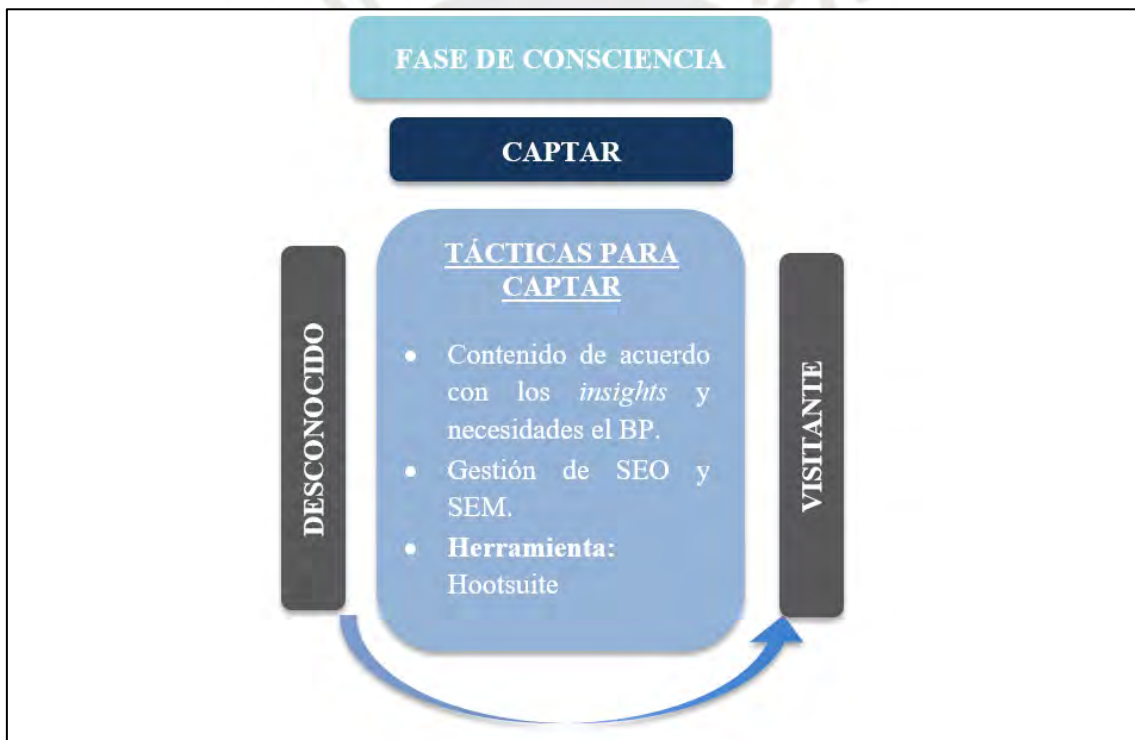 FASE DE CONSCIENCIA
CAPTAR
DESCONOCIDO
TÁCTICAS PARA
CAPTAR
● Contenido de acuerdo
con los insights y
necesidades el BP.
● Gestión de SEO y
SEM.
● Herramienta:
Hootsuite
VISITANTE